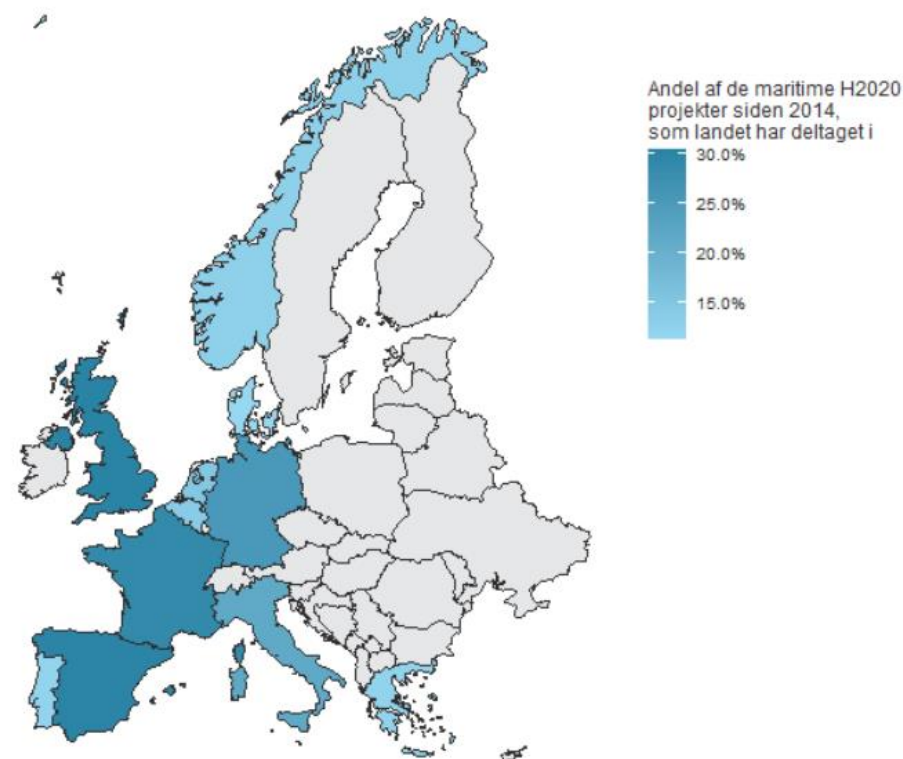 Andel af de maritime H2020
projekter siden 2014,
som landet har deltaget i
30.0%
25.0%
20.0%
15.0%